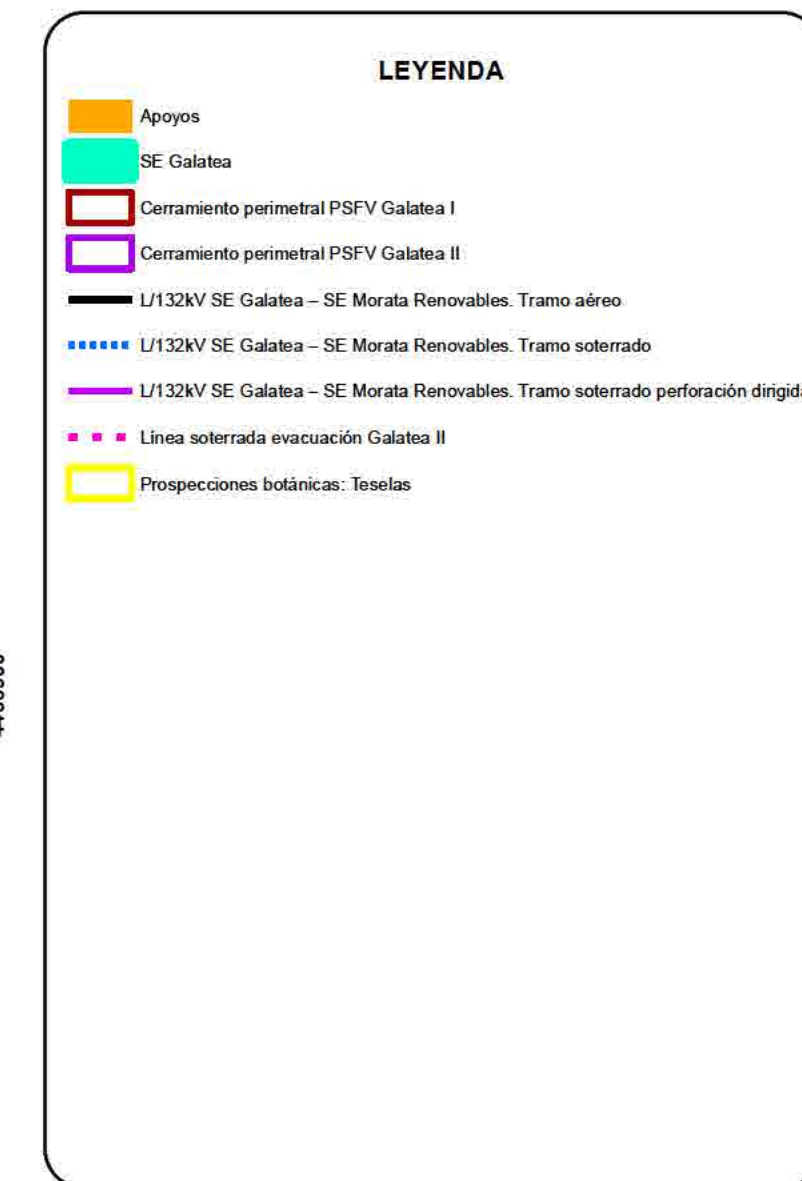 LEYENDA
Apoyos
SE Galatea
Cerramiento perimetral PSFV Galatea I
Cerramiento perimetral PSFV Galatea II
L/132kV SE Galatea – SE Morata Renovables. Tramo aéreo
L/132kV SE Galatea – SE Morata Renovables. Tramo soterrado
L/132kV SE Galatea – SE Morata Renovables. Tramo soterrado perforación dirigida
Línea soterrada evacuación Galatea II
Prospecciones botánicas: Teselas